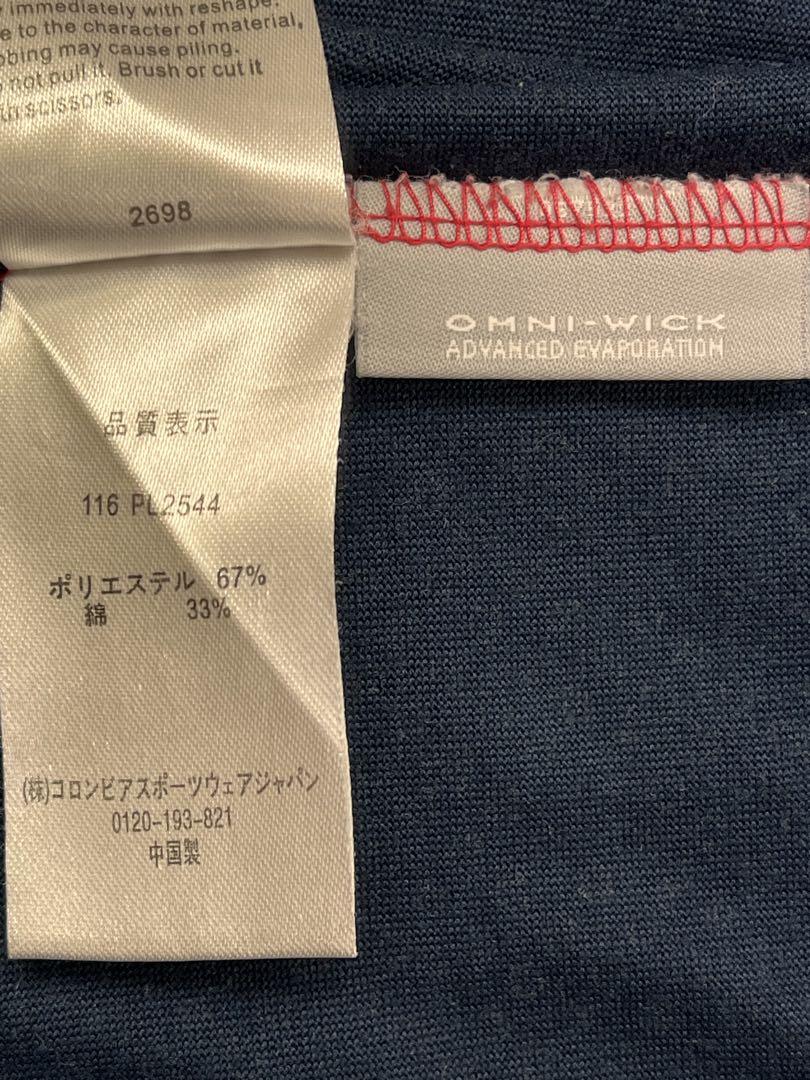 immediately with reshape.
e to the character of material,
bbing may cause piling.
not pull it. Brush or cut it
scissors.
2698
OMNI-WICK
ADVANCED EVAPORATION
品質表示
116 PL2544
ポリエステル 67%
綿 33%
(株)コロンビアスポーツウェアジャパン
0120-193-821
中国製